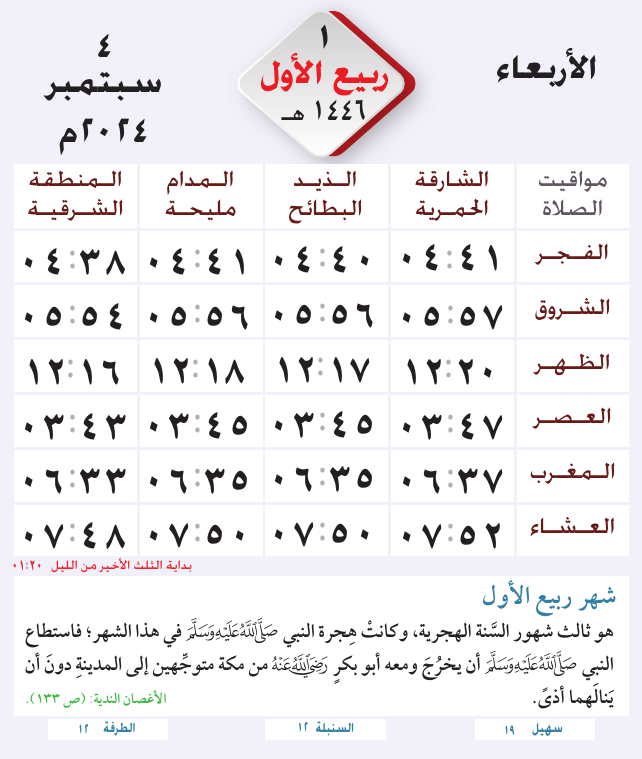 الأربعاء
١
ربيع الأول
١٤٤٦ هـ
٤
سبتمبر
٢٠٢٤م
مواقيت الصلاة | الشارقة الحمرية | الذيد البطائح | المدام مليحة | المنطقة الشرقية
الفجر ٠٤:٤١ ٠٤:٤٠ ٠٤:٤١ ٠٤:٣٨
الشروق ٠٥:٥٧ ٠٥:٥٦ ٠٥:٥٦ ٠٥:٥٤
الظهر ١٢:٢٠ ١٢:١٧ ١٢:١٨ ١٢:١٦
العصر ٠٣:٤٧ ٠٣:٤٥ ٠٣:٤٥ ٠٣:٤٣
المغرب ٠٦:٣٧ ٠٦:٣٥ ٠٦:٣٥ ٠٦:٣٣
العشاء ٠٧:٥٢ ٠٧:٥٠ ٠٧:٥٠ ٠٧:٤٨
بداية الثلث الأخير من الليل ٠١:٢٠
شهر ربيع الأول
هو ثالث شهور السَّنة الهجرية، وكانتْ هِجرة النبي صَلَّى اللَّهُ عَلَيْهِ وَسَلَّمَ في هذا الشهر؛ فاستطاع
النبي صَلَّى اللَّهُ عَلَيْهِ وَسَلَّمَ أن يخرُجَ ومعه أبو بكرٍ رَضِيَ اللَّهُ عَنْهُ من مكة متوجِّهين إلى المدينةِ دونَ أن
يَنالَهما أذىً. الأغصان الندية: (ص ١٣٣).
سهيل ١٩ السنبلة ١٢ الطرفة ١٢